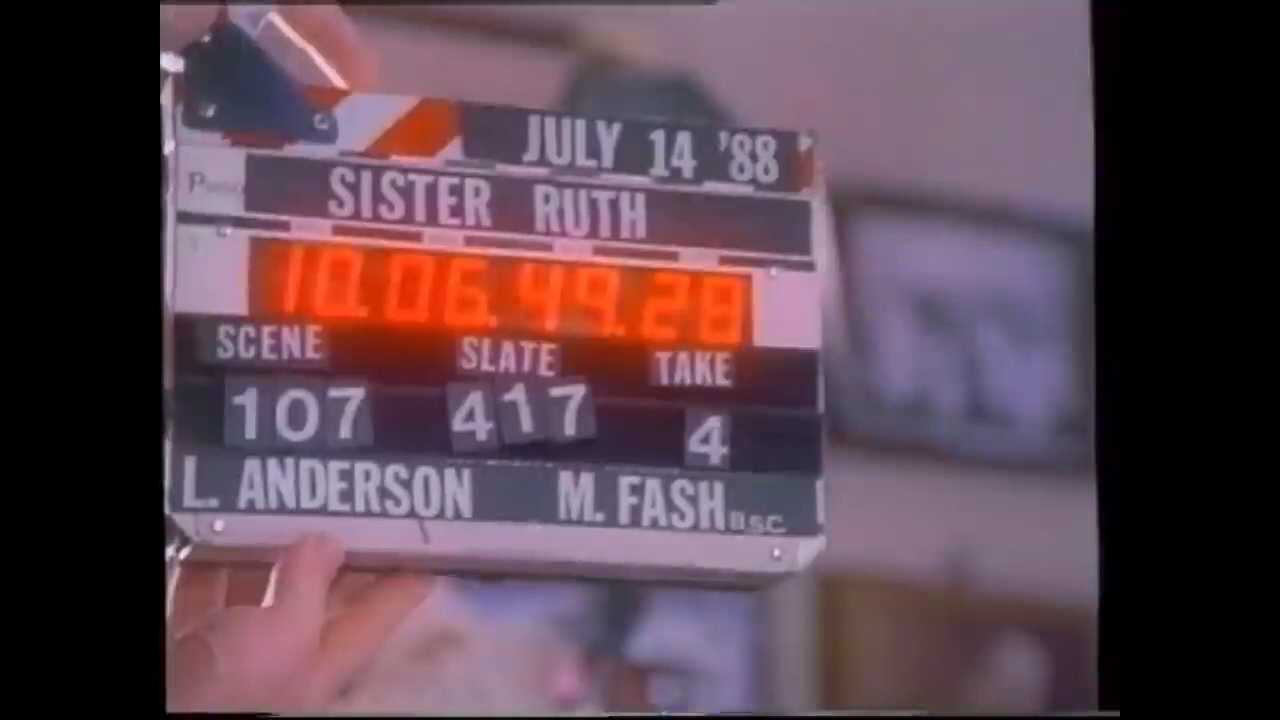 JULY 14 '88
SISTER RUTH
10.06.49.28
SCENE SLATE TAKE
107 417 4
L. ANDERSON M. FASH B.S.C.